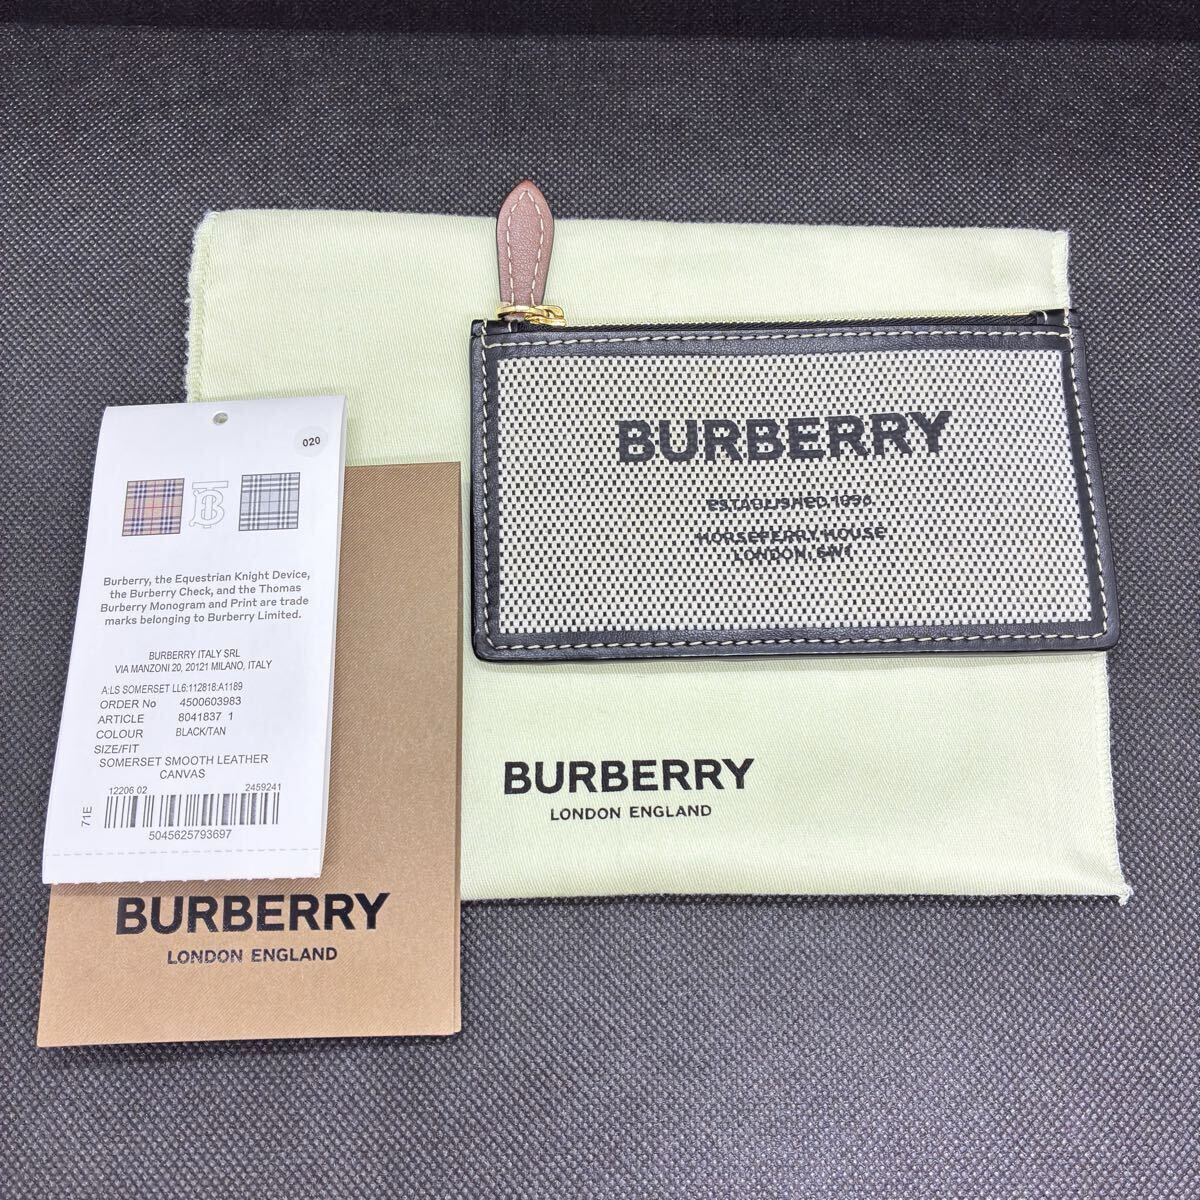 020
Burberry, the Equestrian Knight Device,
the Burberry Check, and the Thomas
Burberry Monogram and Print are trade
marks belonging to Burberry Limited.
BURBERRY ITALY SRL
VIA MANZONI 20, 20121 MILANO, ITALY
A:LS SOMERSET LL6:112818:A1189
ORDER No 4500603983
ARTICLE 8041837 1
COLOUR BLACK/TAN
SIZE/FIT
SOMERSET SMOOTH LEATHER
CANVAS
12206 02 2459241
71E
5045625793697
BURBERRY
LONDON ENGLAND
BURBERRY
ESTABLISHED 1856
HORSEFERRY HOUSE
LONDON, SW1
BURBERRY
LONDON ENGLAND